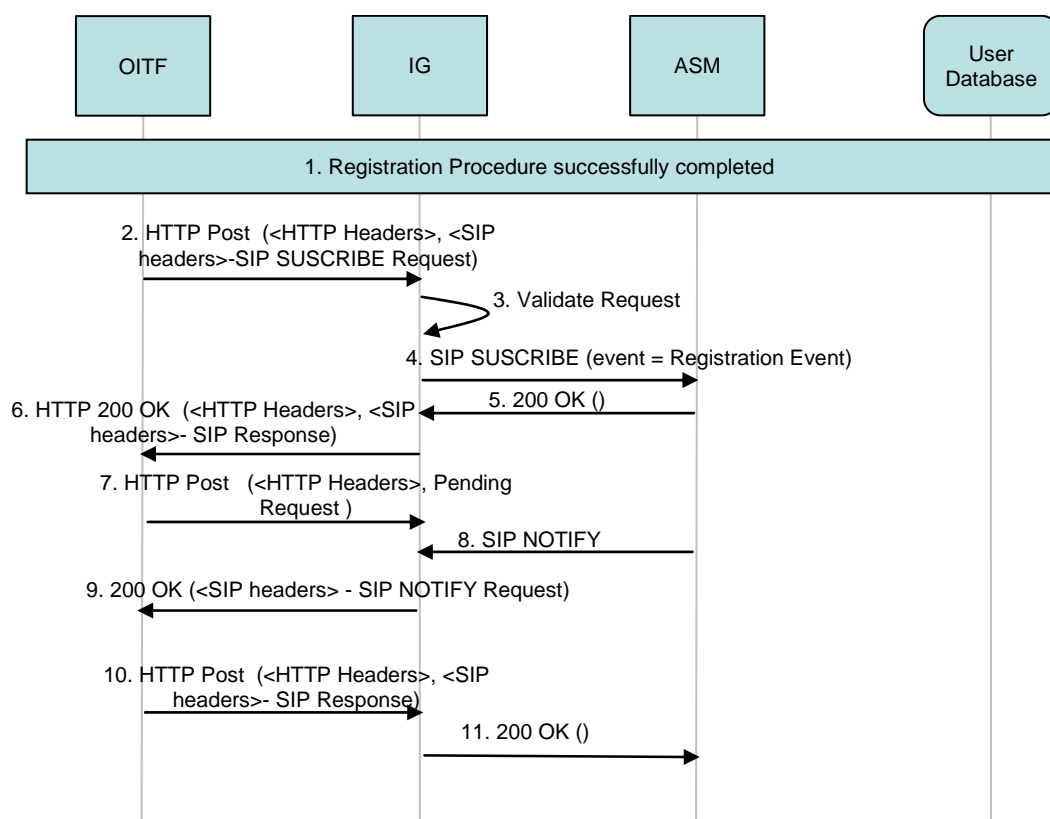 OITF
IG
ASM
User
Database
1. Registration Procedure successfully completed
2. HTTP Post (<HTTP Headers>, <SIP
headers>-SIP SUSCRIBE Request)
3. Validate Request
4. SIP SUSCRIBE (event = Registration Event)
5. 200 OK ()
6. HTTP 200 OK (<HTTP Headers>, <SIP
headers>- SIP Response)
7. HTTP Post (<HTTP Headers>, Pending
Request )
8. SIP NOTIFY
9. 200 OK (<SIP headers> - SIP NOTIFY Request)
10. HTTP Post (<HTTP Headers>, <SIP
headers>- SIP Response)
11. 200 OK ()